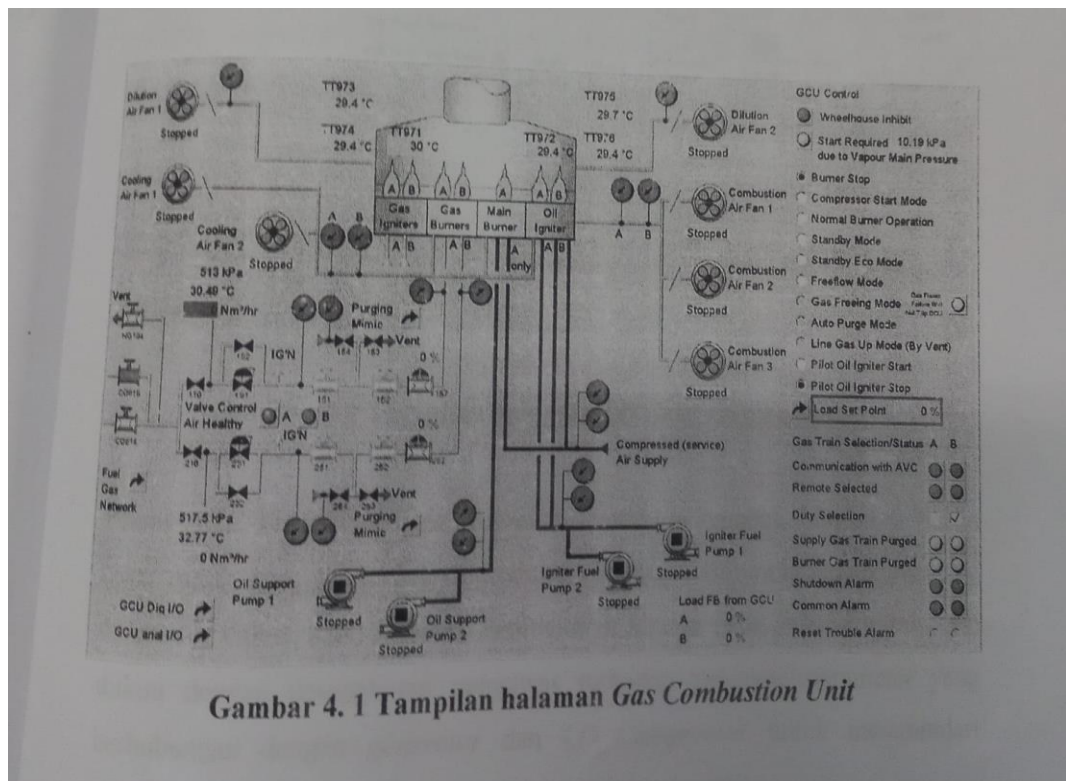 Dilution
Air Fan 1
Stopped
TT973
29.4 °C
TT974
29.4 °C
TT971
30 °C
TT972
29.4 °C
TT975
29.7 °C
TT976
29.4 °C
Dilution
Air Fan 2
Stopped
Cooling
Air Fan 1
Stopped
Cooling
Air Fan 2
Stopped
A B
A B
A B
A
A B
Gas
Igniters
Gas
Burners
Main
Burner
Oil
Igniter
A B
A B
A
only
A B
A B
Combustion
Air Fan 1
Stopped
Combustion
Air Fan 2
Stopped
Combustion
Air Fan 3
Stopped
513 kPa
30.49 °C
Nm³/hr
Vent
Purging
Mimic
Vent
IG'N
0 %
Valve Control
Air Healthy
A B
IG'N
0 %
Vent
Purging
Mimic
Fuel
Gas
Network
517.5 kPa
32.77 °C
0 Nm³/hr
Compressed (service)
Air Supply
Oil Support
Pump 1
Stopped
Oil Support
Pump 2
Stopped
Igniter Fuel
Pump 1
Stopped
Igniter Fuel
Pump 2
Stopped
GCU Dig I/O
GCU anal I/O
Load FB from GCU
A 0 %
B 0 %
GCU Control
Wheelhouse Inhibit
Start Required 10.19 kPa
due to Vapour Main Pressure
Burner Stop
Compressor Start Mode
Normal Burner Operation
Standby Mode
Standby Eco Mode
Freeflow Mode
Gas Freeing Mode
Auto Purge Mode
Line Gas Up Mode (By Vent)
Pilot Oil Igniter Start
Pilot Oil Igniter Stop
Load Set Point 0 %
Gas Train Selection/Status A B
Communication with AVC
Remote Selected
Duty Selection
Supply Gas Train Purged
Burner Gas Train Purged
Shutdown Alarm
Common Alarm
Reset Trouble Alarm
Gambar 4. 1 Tampilan halaman Gas Combustion Unit